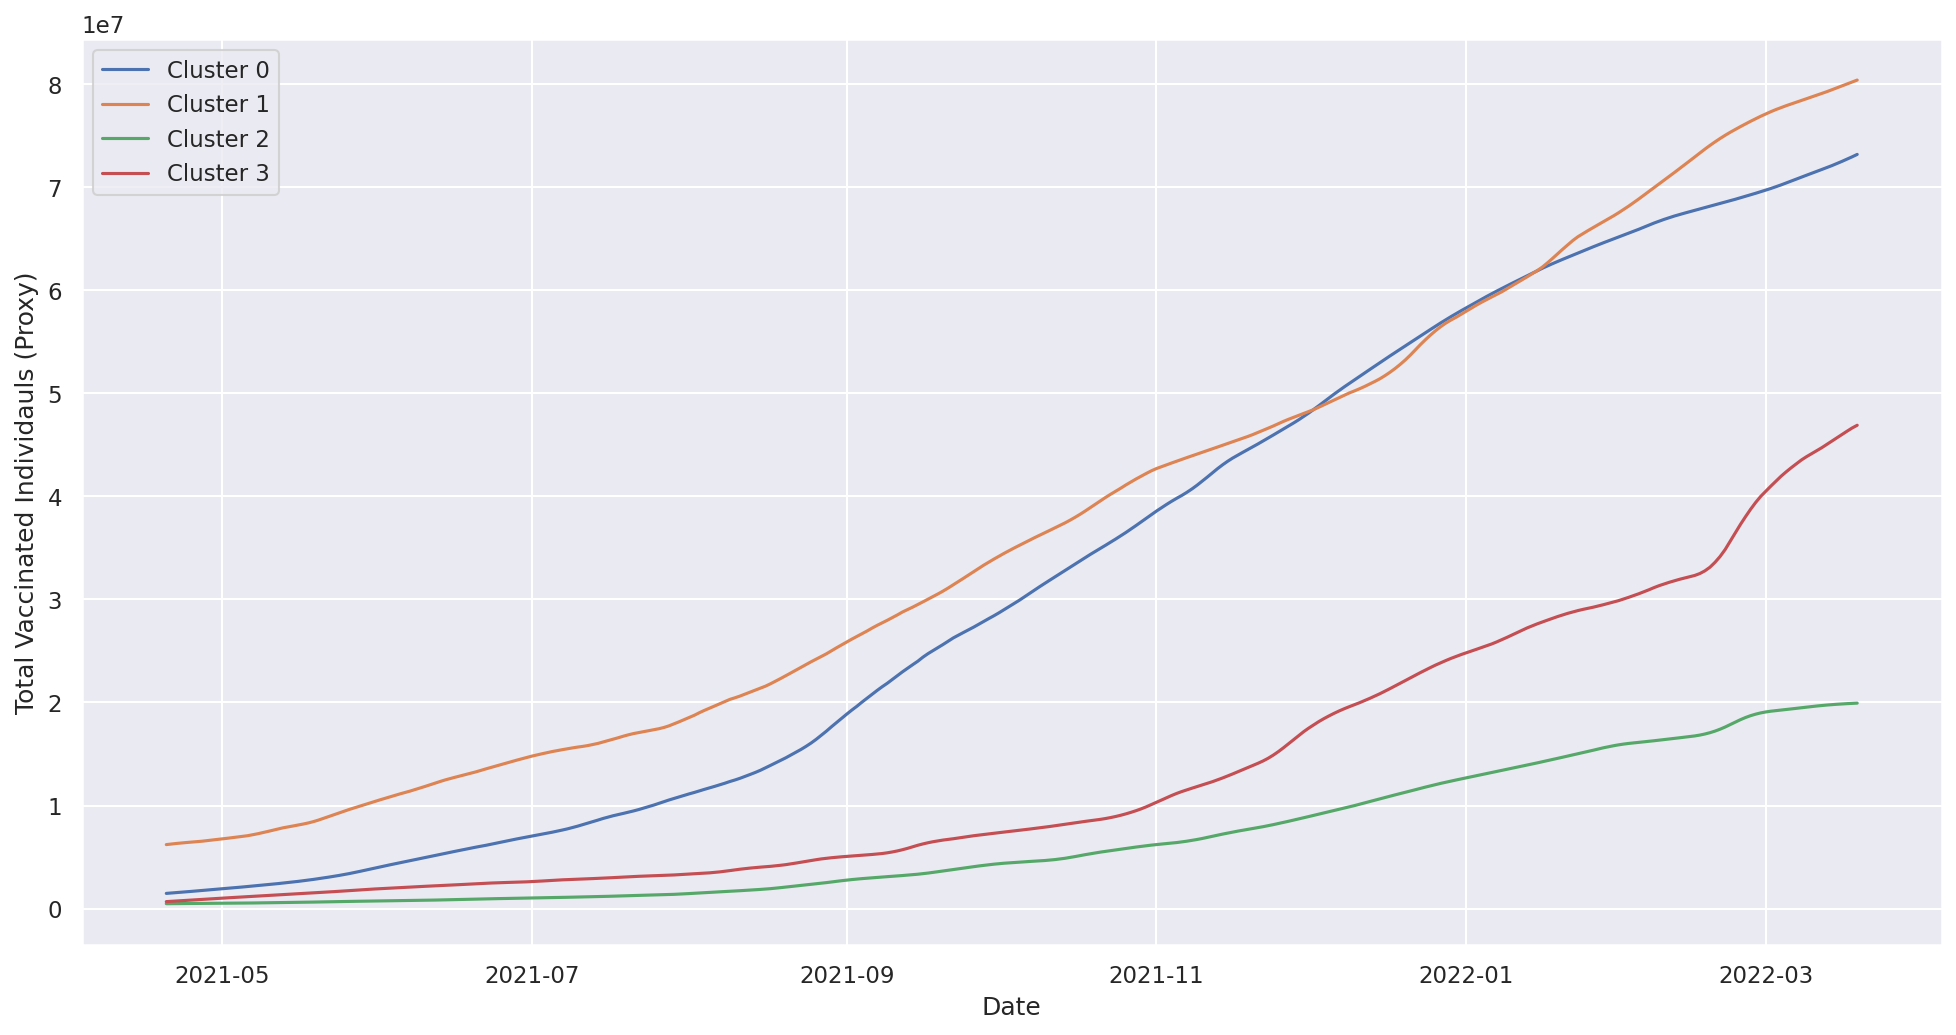 1e7
Cluster 0
Cluster 1
Cluster 2
Cluster 3
8
7
6
5
4
3
2
1
0
Total Vaccinated Individauls (Proxy)
2021-05 2021-07 2021-09 2021-11 2022-01 2022-03
Date